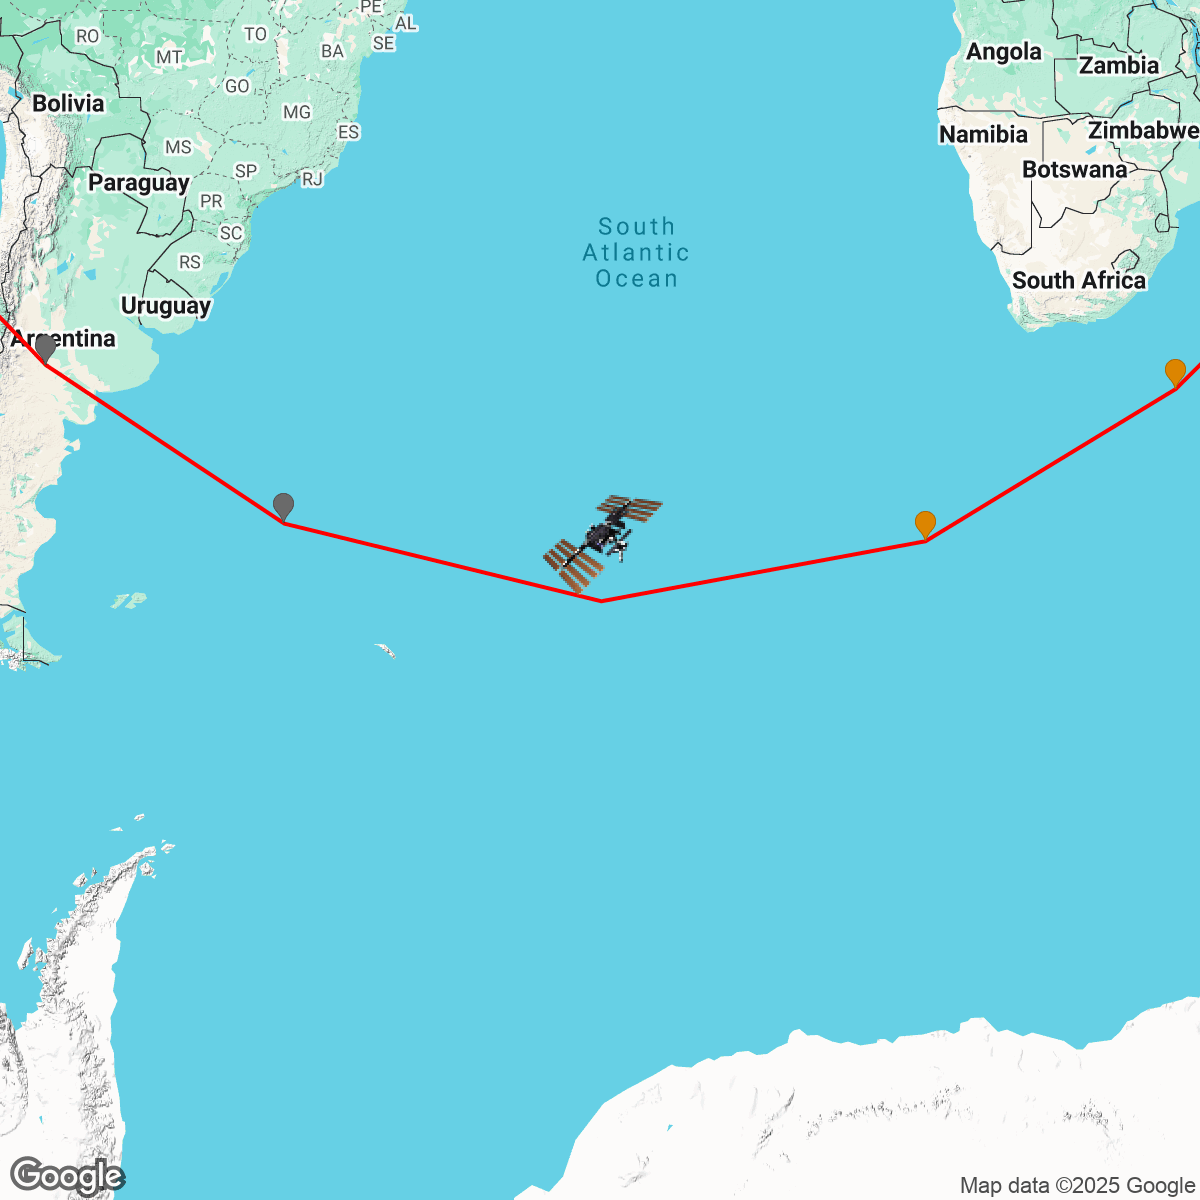 PE
AL
RO
TO
SE
MT
BA
Angola
Zambia
GO
Bolivia
MG
ES
Zimbabwe
Namibia
MS
SP
Botswana
Paraguay
RJ
PR
SC
South
Atlantic
Ocean
RS
South Africa
Uruguay
Argentina
Google
Map data ©2025 Google